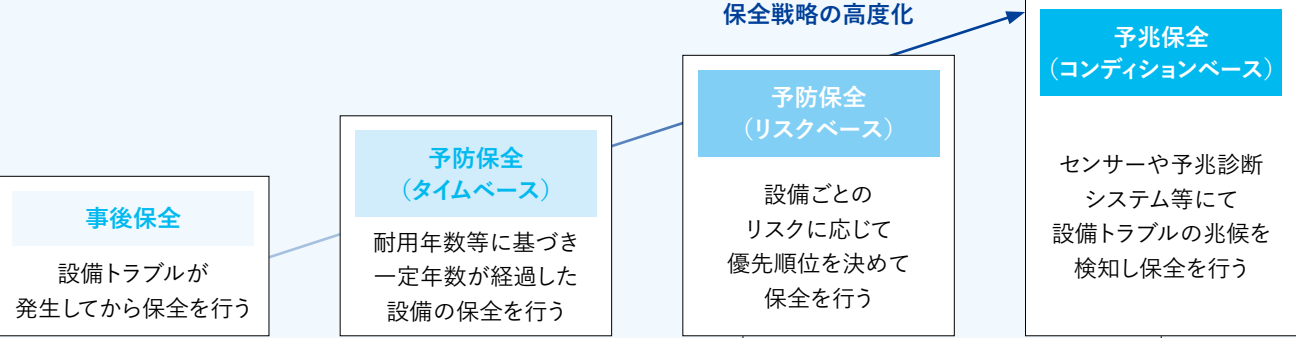 保全戦略の高度化
事後保全
設備トラブルが
発生してから保全を行う
予防保全
（タイムベース）
耐用年数等に基づき
一定年数が経過した
設備の保全を行う
予防保全
（リスクベース）
設備ごとの
リスクに応じて
優先順位を決めて
保全を行う
予兆保全
（コンディションベース）
センサーや予兆診断
システム等にて
設備トラブルの兆候を
検知し保全を行う